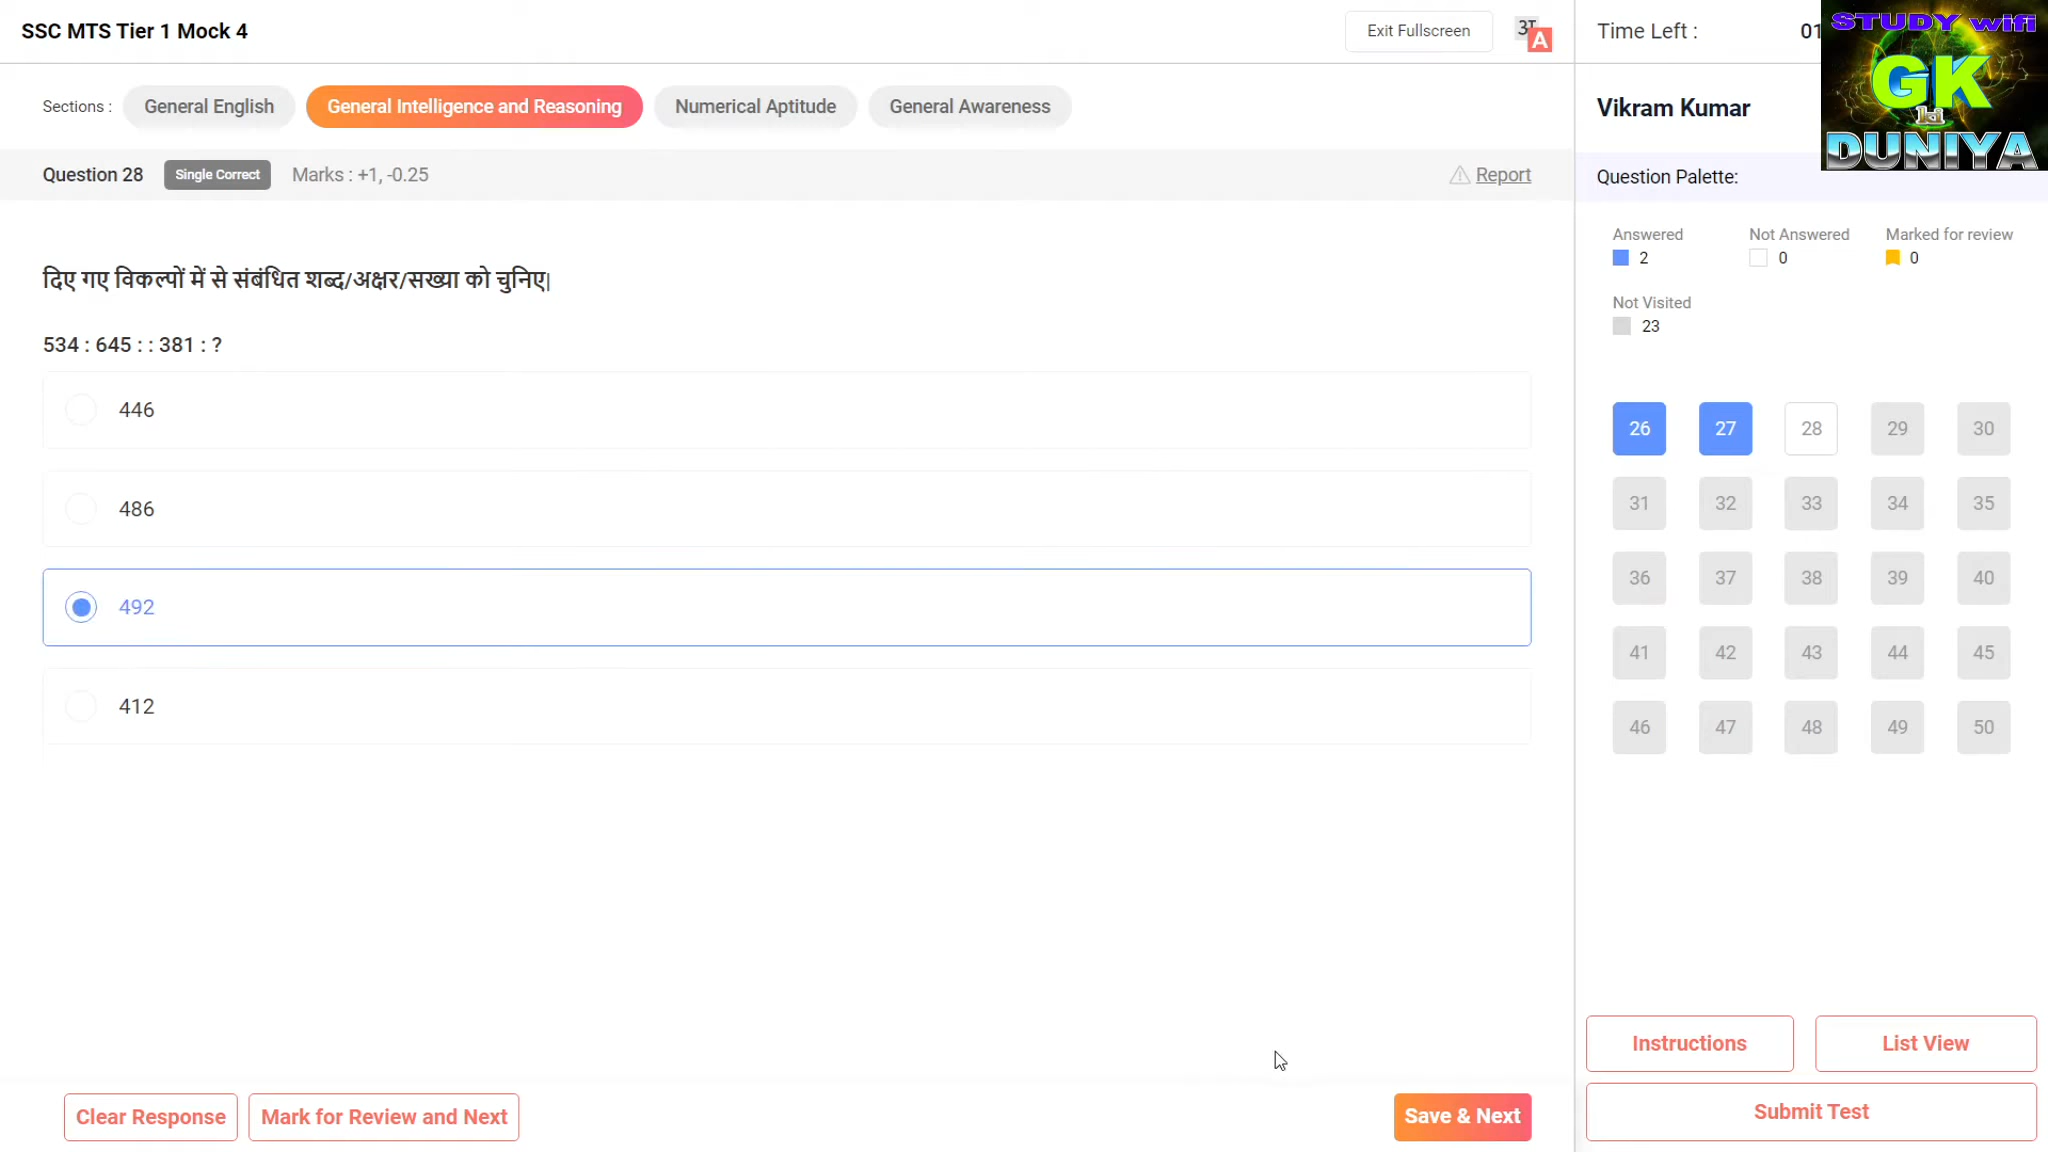 SSC MTS Tier 1 Mock 4
Exit Fullscreen
अ A
Time Left : 01
STUDY wifi
GK
ki
DUNIYA
Sections : General English General Intelligence and Reasoning Numerical Aptitude General Awareness
Vikram Kumar
Question 28 Single Correct Marks : +1, -0.25 Report
Question Palette:
दिए गए विकल्पों में से संबंधित शब्द/अक्षर/सख्या को चुनिए|
534 : 645 : : 381 : ?
446
486
492
412
Answered Not Answered Marked for review
2 0 0
Not Visited
23
26 27 28 29 30
31 32 33 34 35
36 37 38 39 40
41 42 43 44 45
46 47 48 49 50
Instructions List View
Clear Response Mark for Review and Next Save & Next
Submit Test